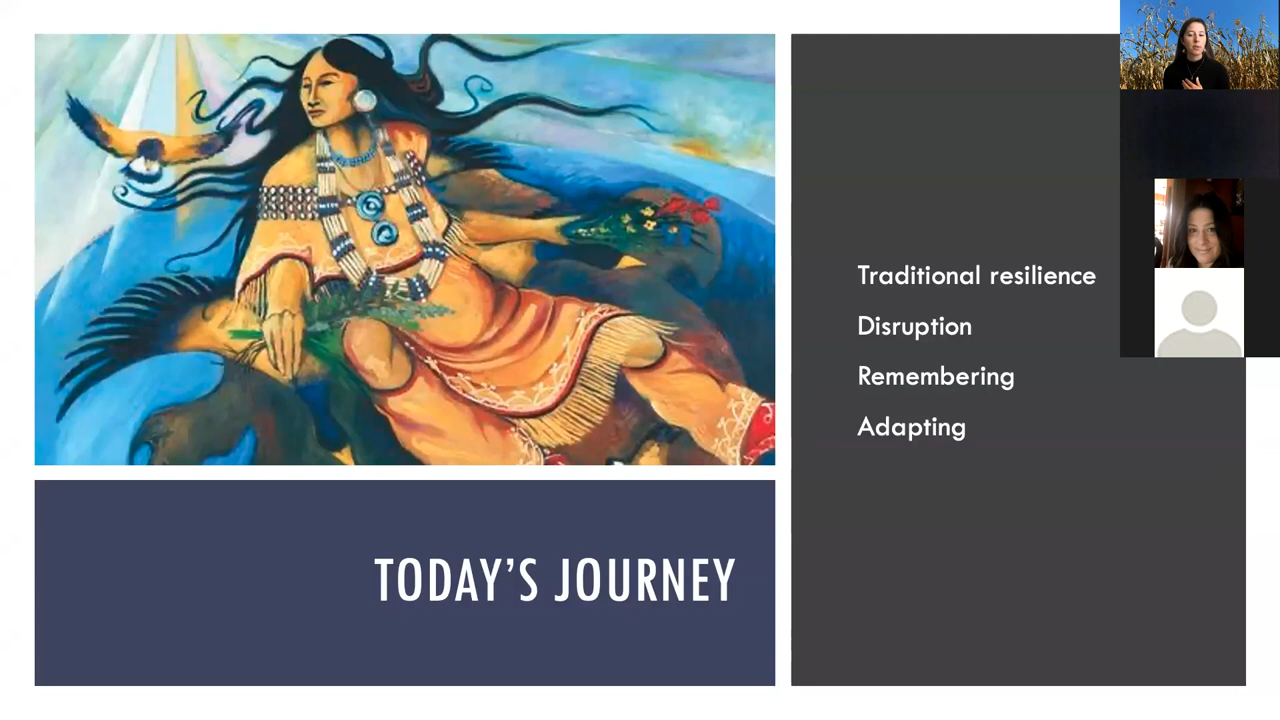 Traditional resilience
Disruption
Remembering
Adapting
TODAY'S JOURNEY